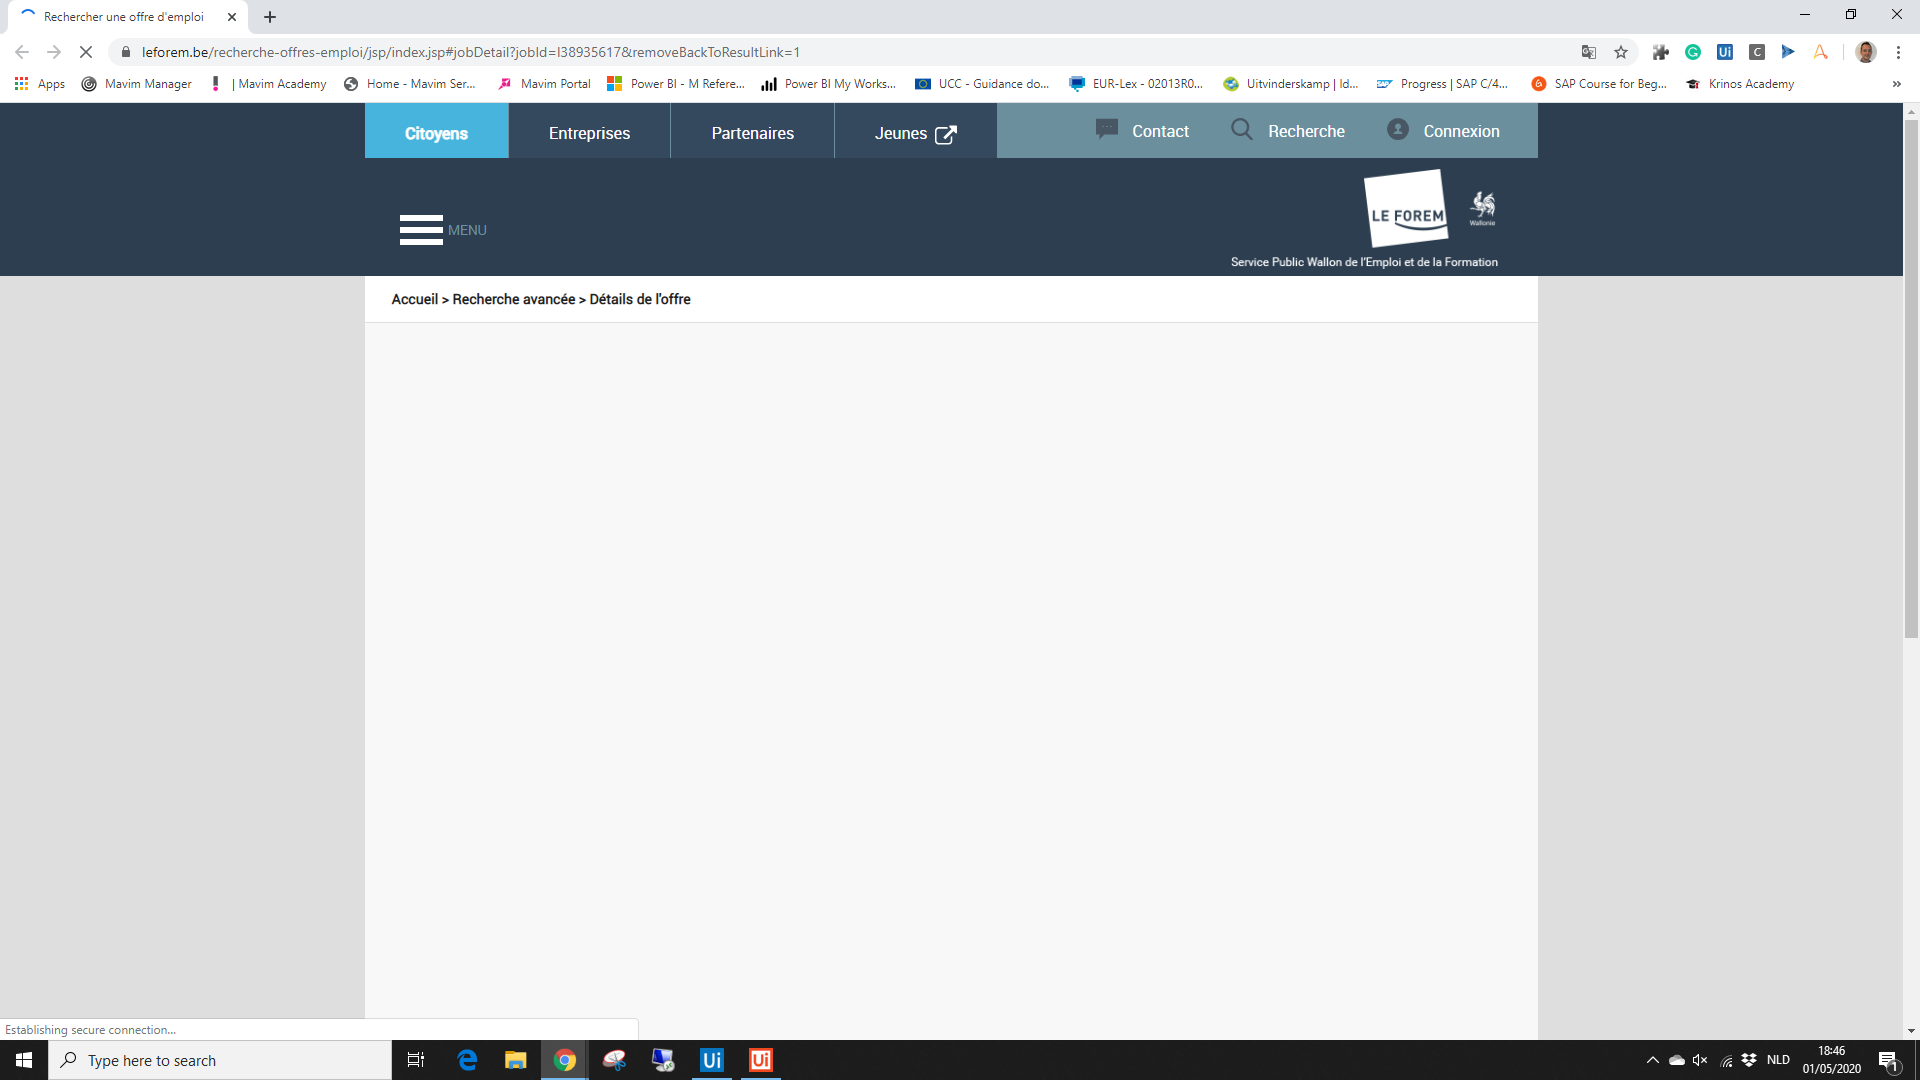 Rechercher une offre d'emploi
leforem.be/recherche-offres-emploi/jsp/index.jsp#jobDetail?jobId=I38935617&removeBackToResultLink=1
Apps Mavim Manager | Mavim Academy Home - Mavim Ser... Mavim Portal Power BI - M Refere... Power BI My Works... UCC - Guidance do... EUR-Lex - 02013R0... Uitvinderskamp | Id... Progress | SAP C/4... SAP Course for Beg... Krinos Academy »
Citoyens Entreprises Partenaires Jeunes Contact Recherche Connexion
LE FOREM
Wallonie
MENU
Service Public Wallon de l'Emploi et de la Formation
Accueil > Recherche avancée > Détails de l'offre
Establishing secure connection...
Type here to search
Ui Ui
NLD
18:46
01/05/2020
1